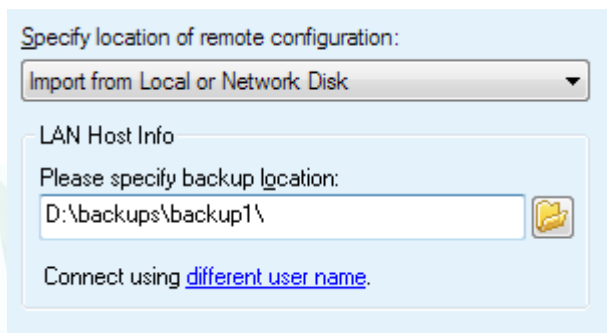 Specify location of remote configuration:
Import from Local or Network Disk
LAN Host Info
Please specify backup location:
D:\backups\backup1\
Connect using different user name.